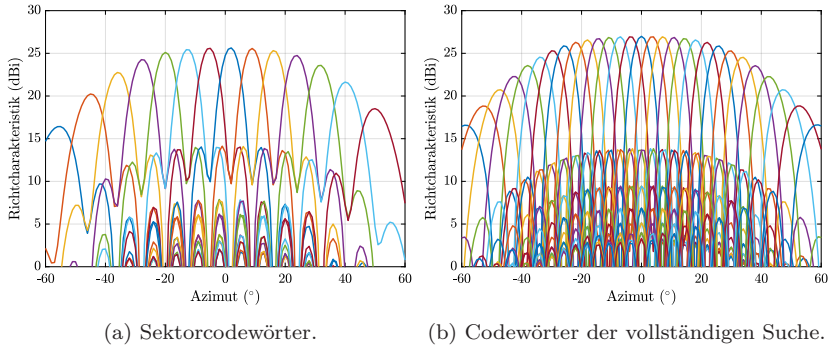 30
25
20
15
10
5
0
Richtcharakteristik (dBi)
-60 -40 -20 0 20 40 60
Azimut (°)
(a) Sektorcodewörter.
30
25
20
15
10
5
0
Richtcharakteristik (dBi)
-60 -40 -20 0 20 40 60
Azimut (°)
(b) Codewörter der vollständigen Suche.